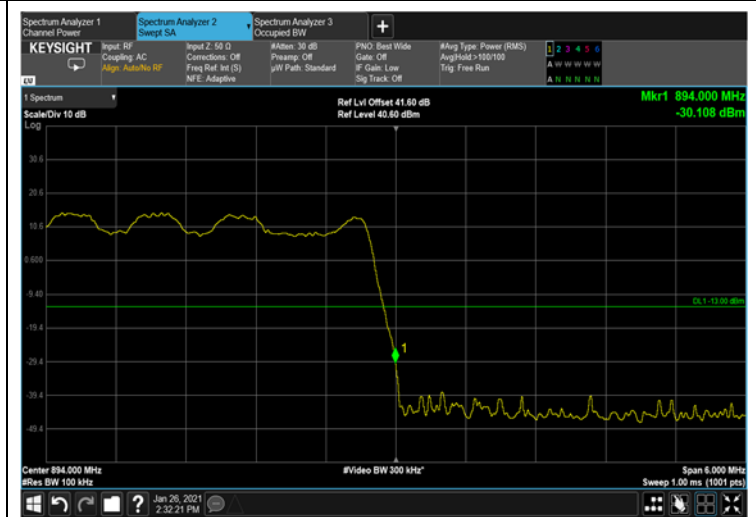 Spectrum Analyzer 1
Channel Power
Spectrum Analyzer 2
Swept SA
Spectrum Analyzer 3
Occupied BW
KEYSIGHT
Input: RF
Coupling: AC
Align: Auto/No RF
Input Z: 50 Ω
Corrections: Off
Freq Ref: Int (S)
NFE: Adaptive
#Atten: 30 dB
Preamp: Off
µW Path: Standard
PNO: Best Wide
Gate: Off
IF Gain: Low
Sig Track: Off
#Avg Type: Power (RMS)
Avg|Hold:>100/100
Trig: Free Run
1 2 3 4 5 6
A W W W W W
A N N N N N
LXI
1 Spectrum
Scale/Div 10 dB
Log
Ref Lvl Offset 41.60 dB
Ref Level 40.60 dBm
Mkr1 894.000 MHz
-30.108 dBm
30.6
20.6
10.6
0.600
-9.40
DL1 -13.00 dBm
-19.4
1
-29.4
-39.4
-49.4
Center 894.000 MHz
#Video BW 300 kHz*
Span 6.000 MHz
#Res BW 100 kHz
Sweep 1.00 ms (1001 pts)
?
Jan 26, 2021
2:32:21 PM